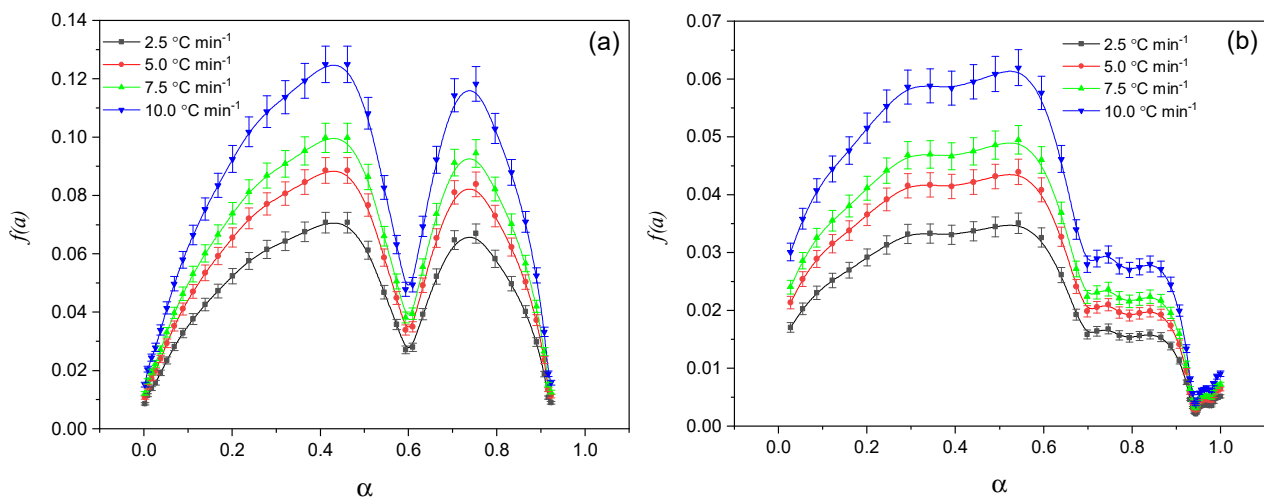 (a)
2.5 °C min⁻¹
5.0 °C min⁻¹
7.5 °C min⁻¹
10.0 °C min⁻¹
0.14
0.12
0.10
0.08
0.06
0.04
0.02
0.00
f(a)
0.0 0.2 0.4 0.6 0.8 1.0
α
(b)
2.5 °C min⁻¹
5.0 °C min⁻¹
7.5 °C min⁻¹
10.0 °C min⁻¹
0.07
0.06
0.05
0.04
0.03
0.02
0.01
0.00
f(a)
0.0 0.2 0.4 0.6 0.8 1.0
α